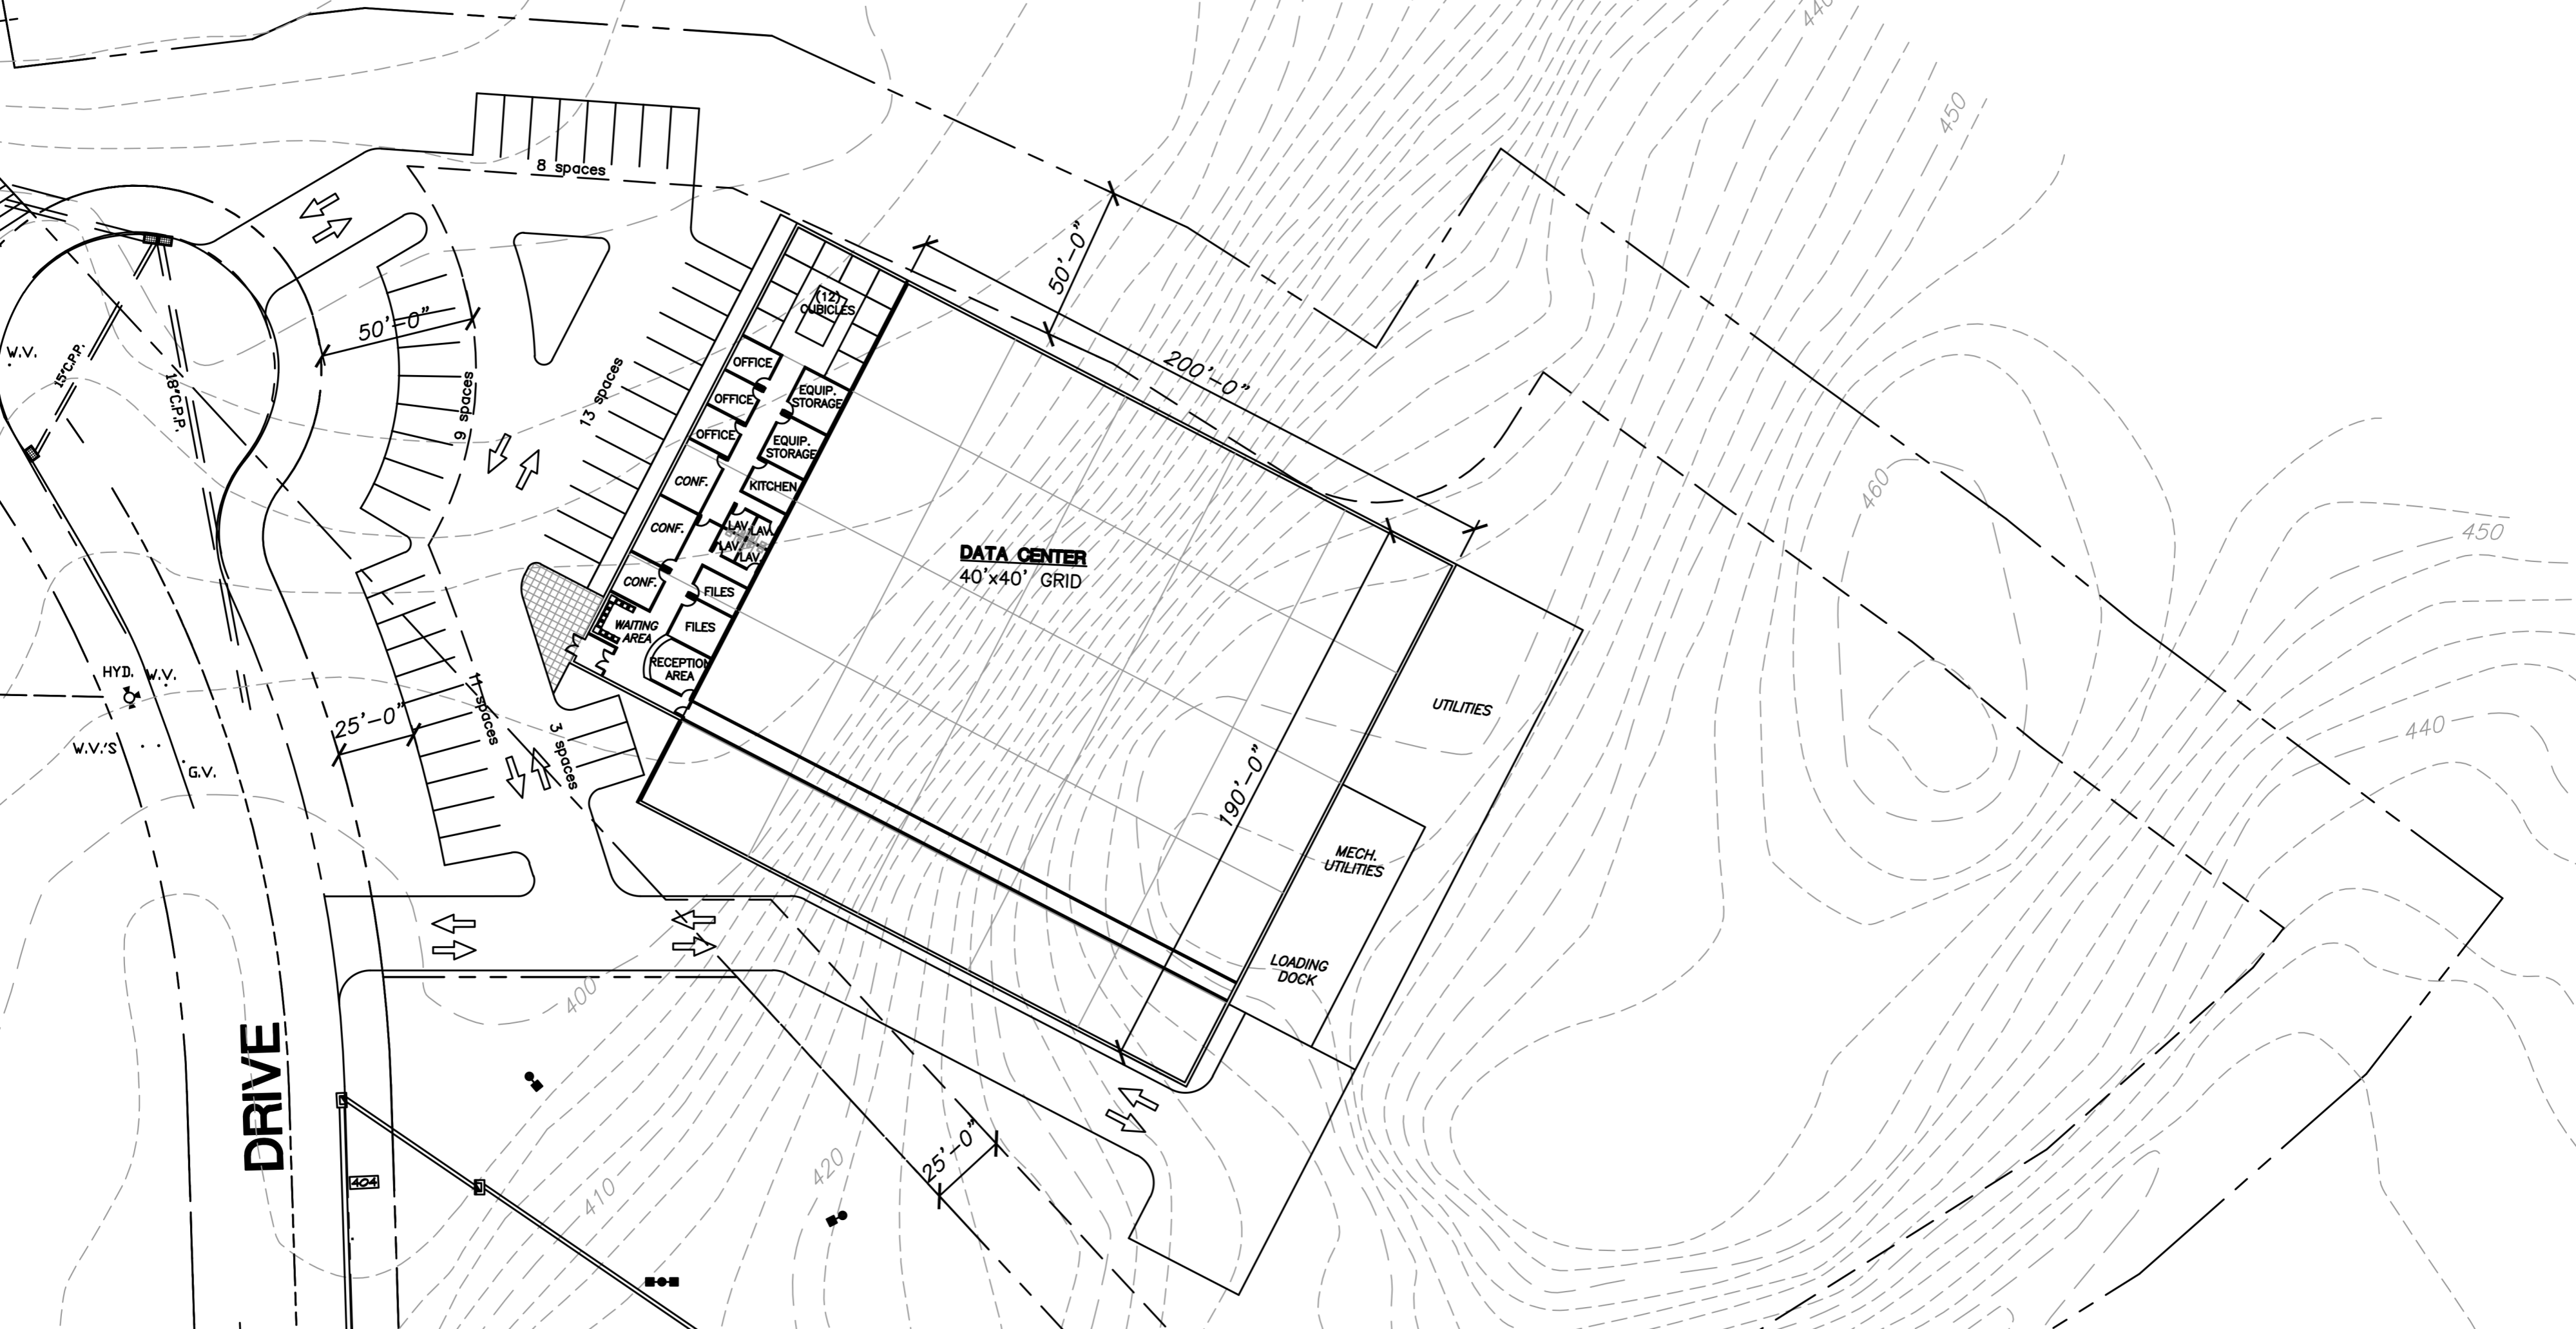 440
450
8 spaces
50'-0"
50'-0"
200'-0"
(12)
CUBICLES
W.V.
15"C.P.P.
18"C.P.P.
9 spaces
13 spaces
OFFICE
OFFICE
OFFICE
EQUIP.
STORAGE
EQUIP.
STORAGE
CONF.
KITCHEN
CONF.
LAV.
LAV.
LAV.
LAV.
CONF.
FILES
FILES
WAITING
AREA
RECEPTION
AREA
DATA CENTER
40'x40' GRID
460
450
440
HYD.
W.V.
W.V.'S
G.V.
25'-0"
11 spaces
3 spaces
190'-0"
UTILITIES
MECH.
UTILITIES
LOADING
DOCK
400
DRIVE
404
410
420
25'-0"